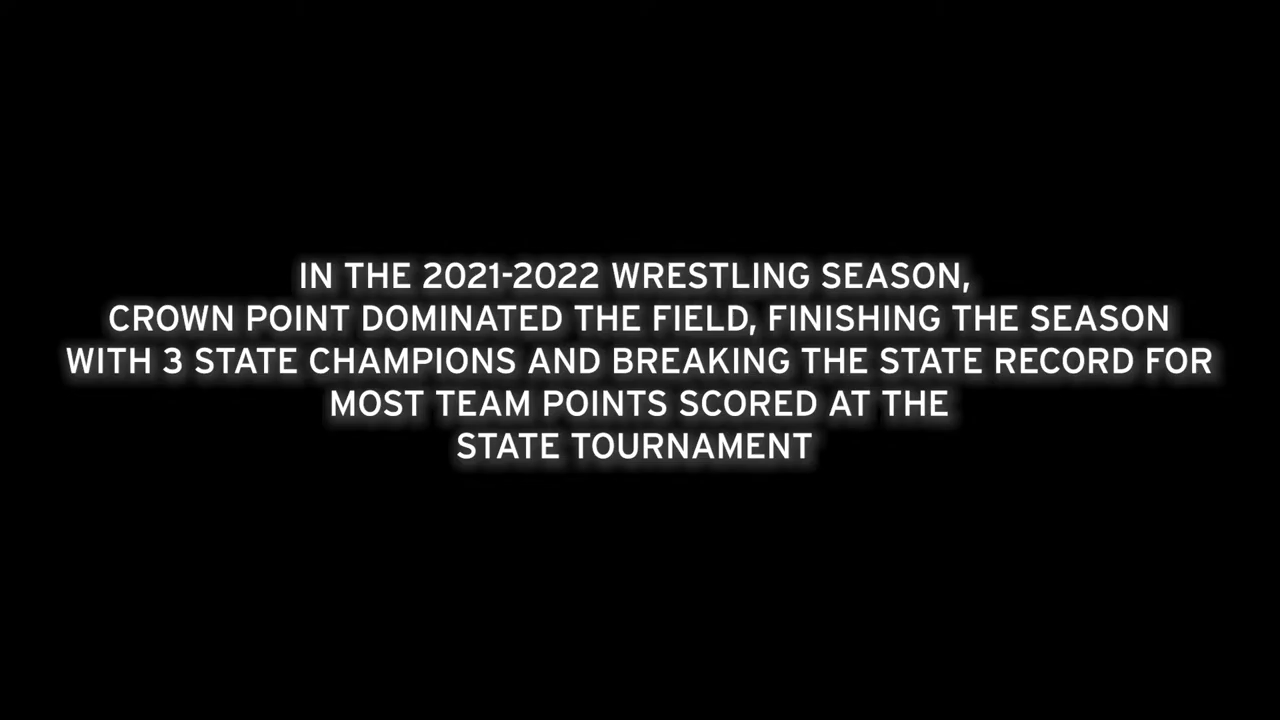 IN THE 2021-2022 WRESTLING SEASON,
CROWN POINT DOMINATED THE FIELD, FINISHING THE SEASON
WITH 3 STATE CHAMPIONS AND BREAKING THE STATE RECORD FOR
MOST TEAM POINTS SCORED AT THE
STATE TOURNAMENT